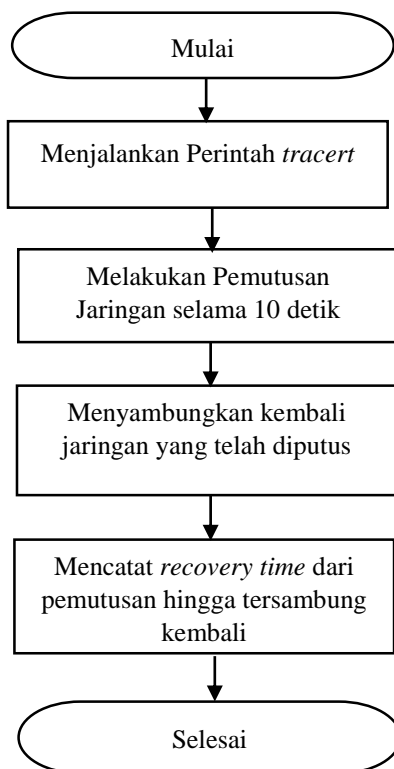 Mulai
Menjalankan Perintah tracert
Melakukan Pemutusan
Jaringan selama 10 detik
Menyambungkan kembali
jaringan yang telah diputus
Mencatat recovery time dari
pemutusan hingga tersambung
kembali
Selesai